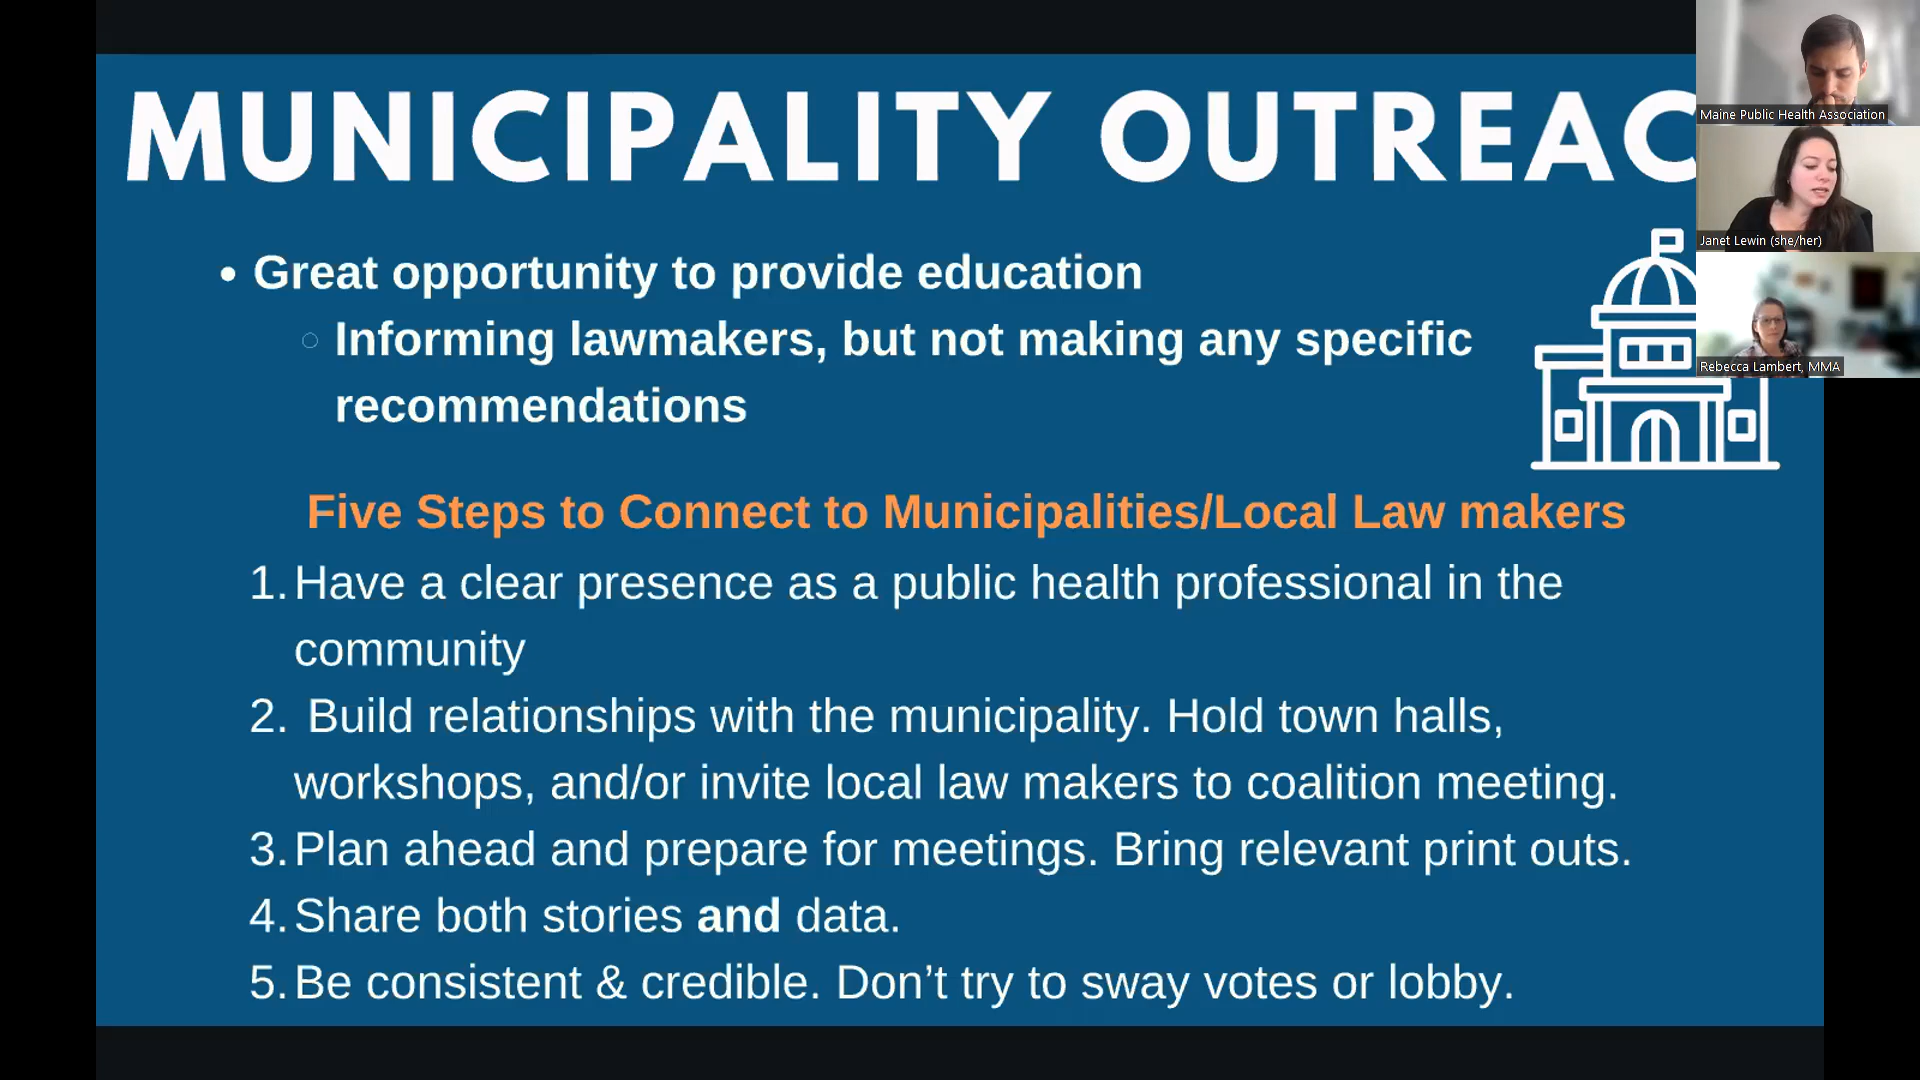 MUNICIPALITY OUTREAC
Maine Public Health Association
Janet Lewin (she/her)
Rebecca Lambert, MMA
• Great opportunity to provide education
○ Informing lawmakers, but not making any specific
recommendations
Five Steps to Connect to Municipalities/Local Law makers
1. Have a clear presence as a public health professional in the
community
2. Build relationships with the municipality. Hold town halls,
workshops, and/or invite local law makers to coalition meeting.
3. Plan ahead and prepare for meetings. Bring relevant print outs.
4. Share both stories and data.
5. Be consistent & credible. Don’t try to sway votes or lobby.